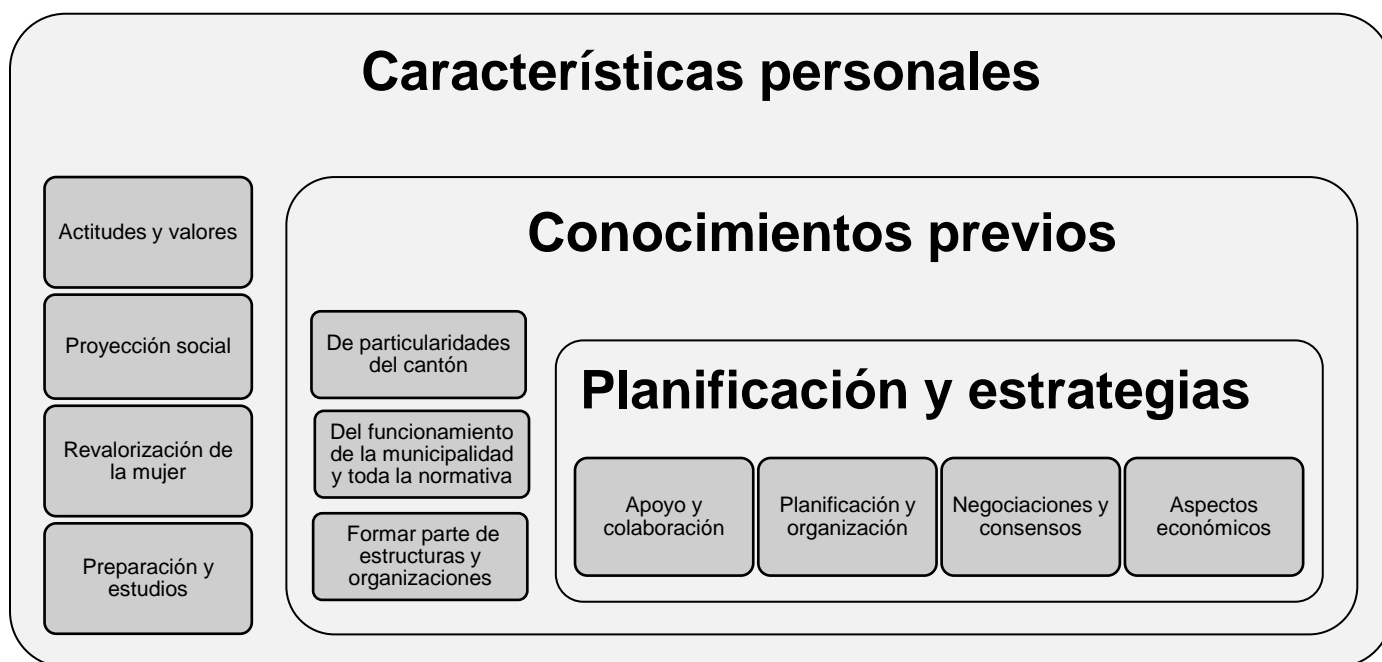 Características personales
Actitudes y valores
Proyección social
Revalorización de
la mujer
Preparación y
estudios
Conocimientos previos
De particularidades
del cantón
Del funcionamiento
de la municipalidad
y toda la normativa
Formar parte de
estructuras y
organizaciones
Planificación y estrategias
Apoyo y
colaboración
Planificación y
organización
Negociaciones y
consensos
Aspectos
económicos